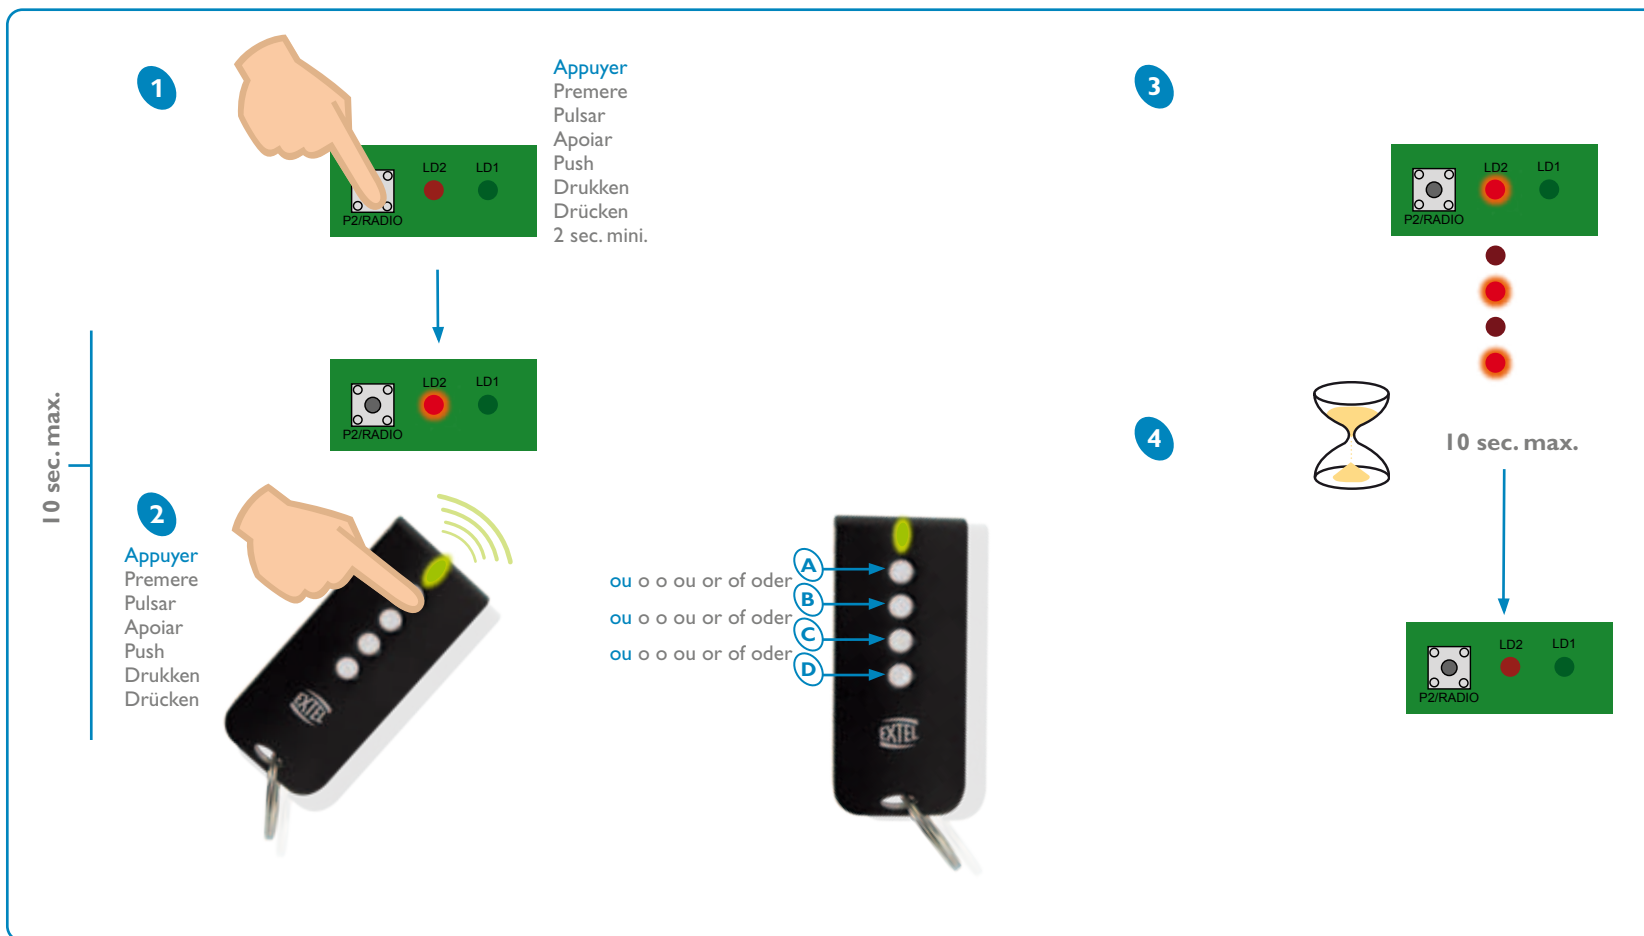 1
Appuyer
Premere
Pulsar
Apoiar
Push
Drukken
Drücken
2 sec. mini.
LD2 LD1
P2/RADIO
LD2 LD1
P2/RADIO
10 sec. max.
2
Appuyer
Premere
Pulsar
Apoiar
Push
Drukken
Drücken
EXTEL
A
ou o o ou or of oder
B
ou o o ou or of oder
C
ou o o ou or of oder
D
EXTEL
3
LD2 LD1
P2/RADIO
4
10 sec. max.
LD2 LD1
P2/RADIO